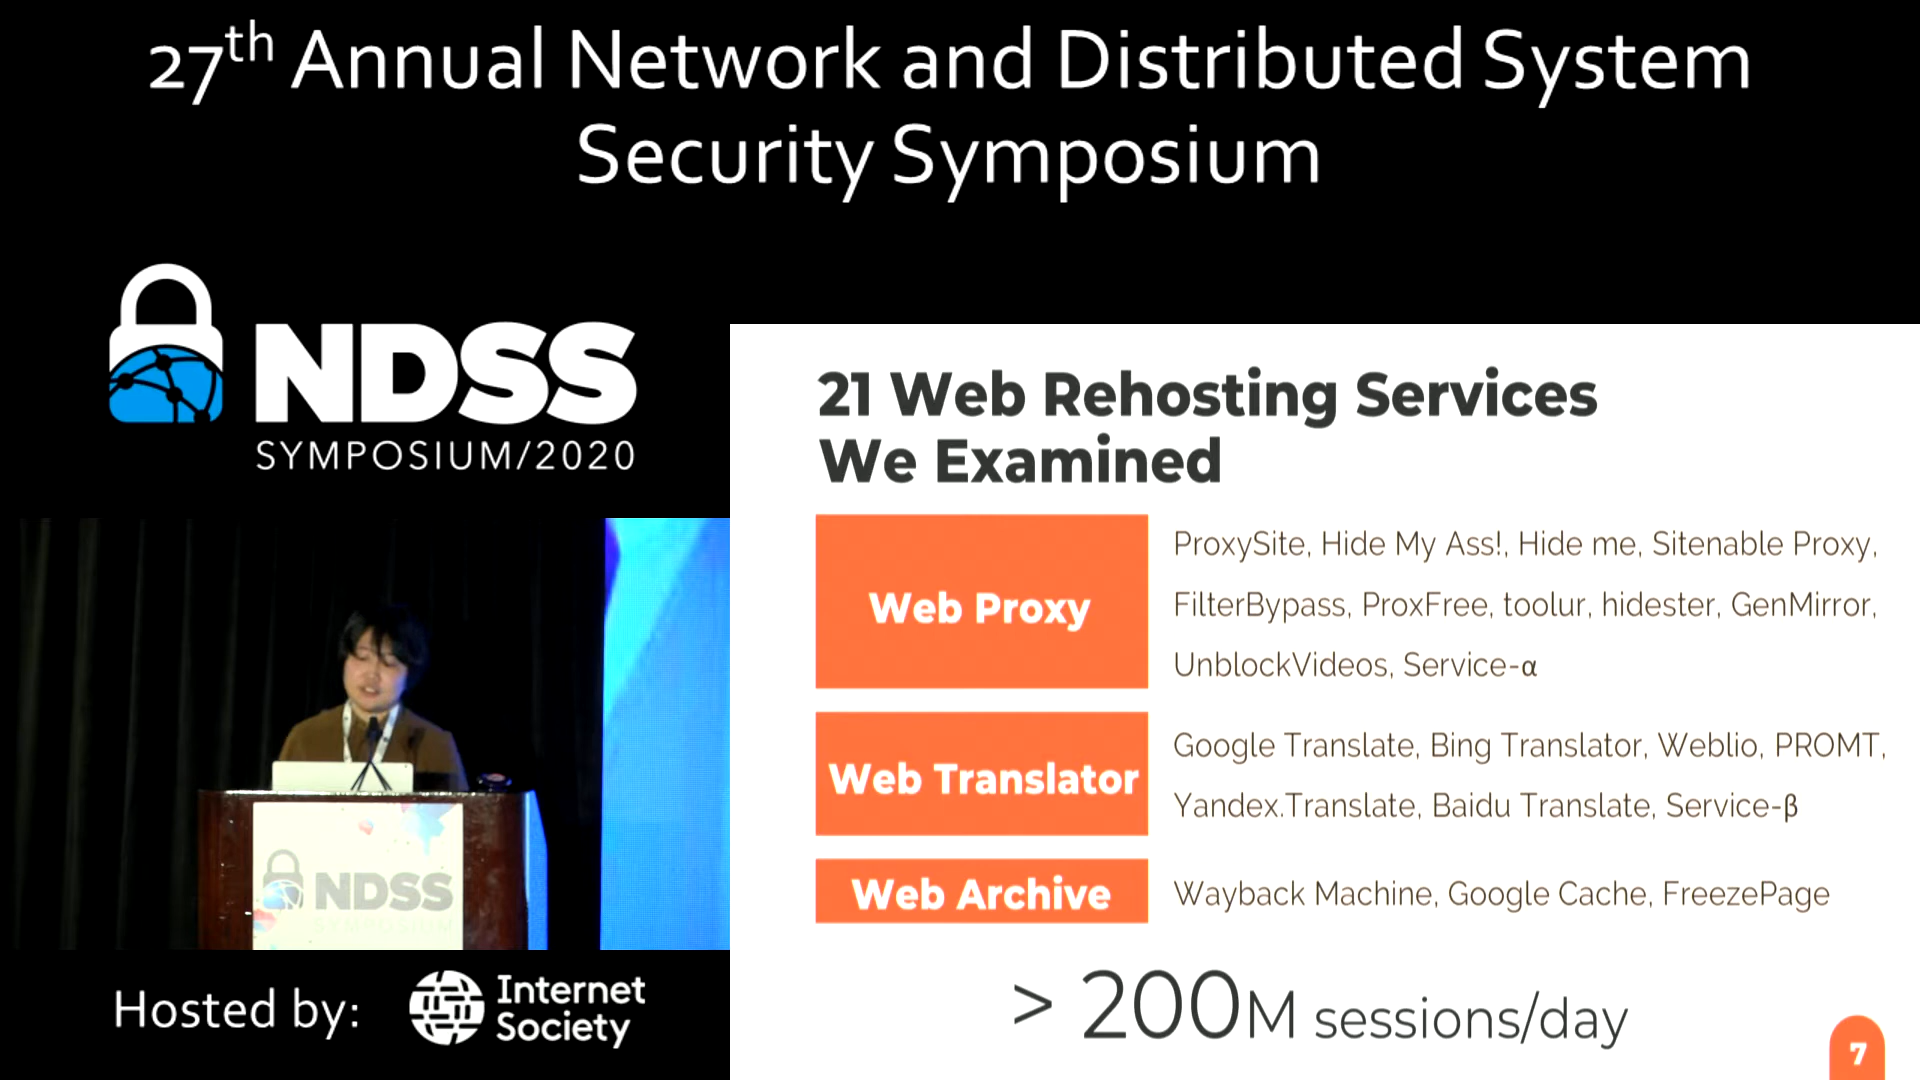 27th Annual Network and Distributed System
Security Symposium
NDSS
SYMPOSIUM/2020
21 Web Rehosting Services
We Examined
Web Proxy
ProxySite, Hide My Ass!, Hide me, Sitenable Proxy,
FilterBypass, ProxFree, toolur, hidester, GenMirror,
UnblockVideos, Service-α
Web Translator
Google Translate, Bing Translator, Weblio, PROMT,
Yandex.Translate, Baidu Translate, Service-β
Web Archive
Wayback Machine, Google Cache, FreezePage
> 200M sessions/day
7
NDSS
SYMPOSIUM
Hosted by:
Internet
Society